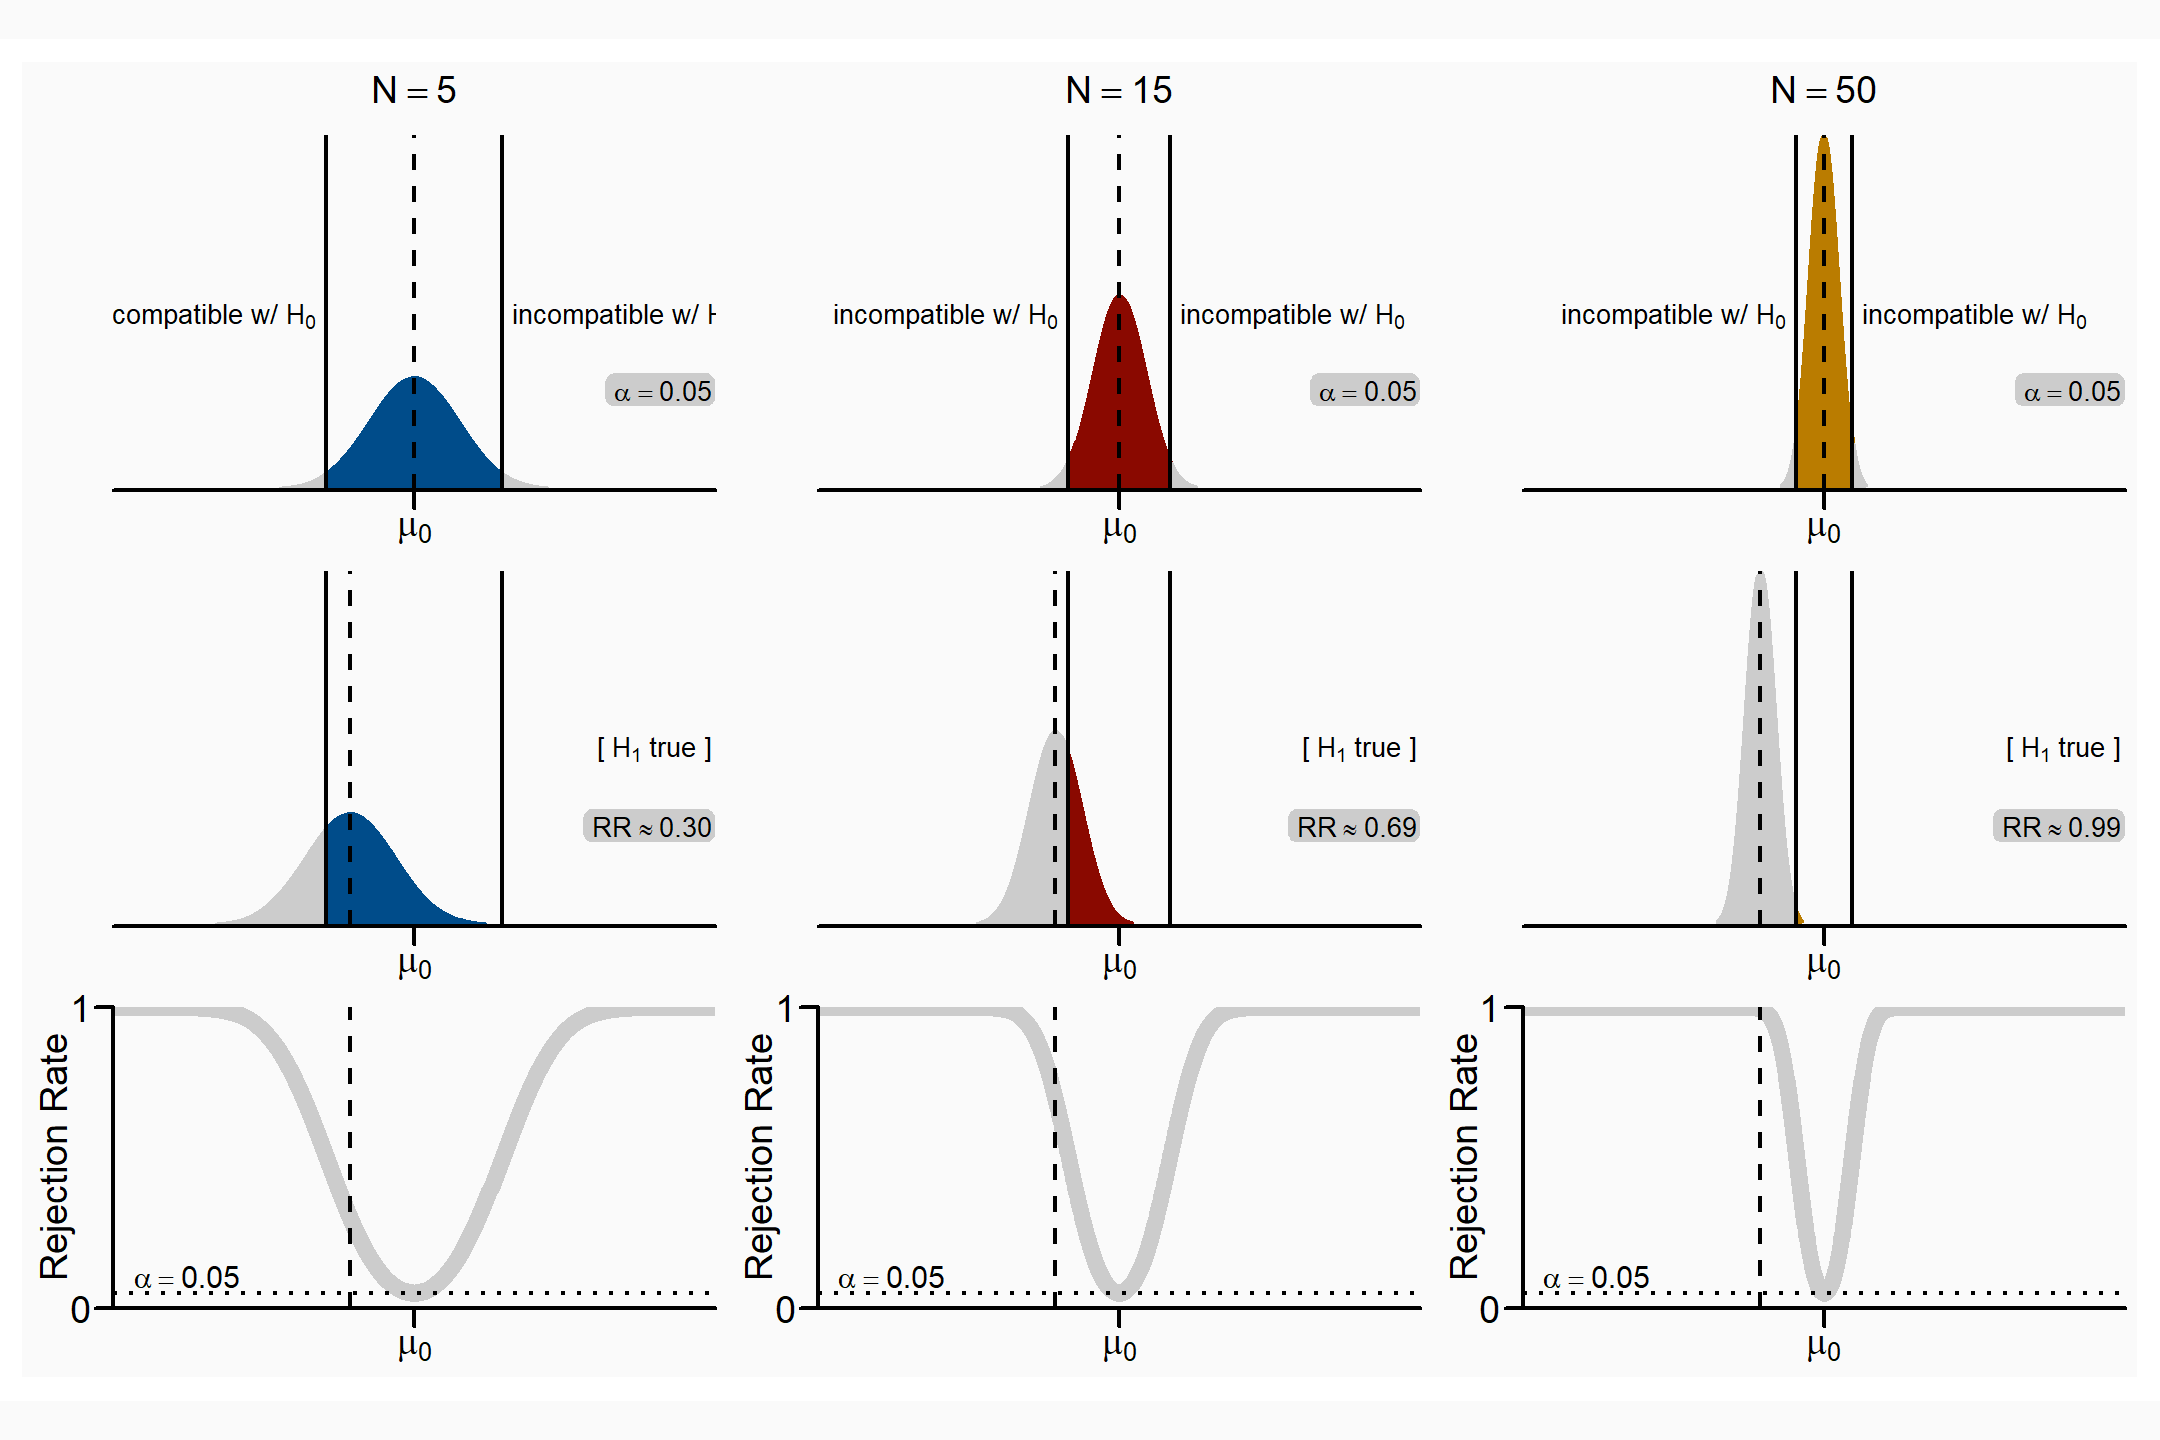 N = 5
compatible w/ H₀
incompatible w/ H
α = 0.05
μ₀
N = 15
incompatible w/ H₀
incompatible w/ H₀
α = 0.05
μ₀
N = 50
incompatible w/ H₀
incompatible w/ H₀
α = 0.05
μ₀
[ H₁ true ]
RR ≈ 0.30
μ₀
[ H₁ true ]
RR ≈ 0.69
μ₀
[ H₁ true ]
RR ≈ 0.99
μ₀
Rejection Rate
1
0
α = 0.05
μ₀
Rejection Rate
1
0
α = 0.05
μ₀
Rejection Rate
1
0
α = 0.05
μ₀